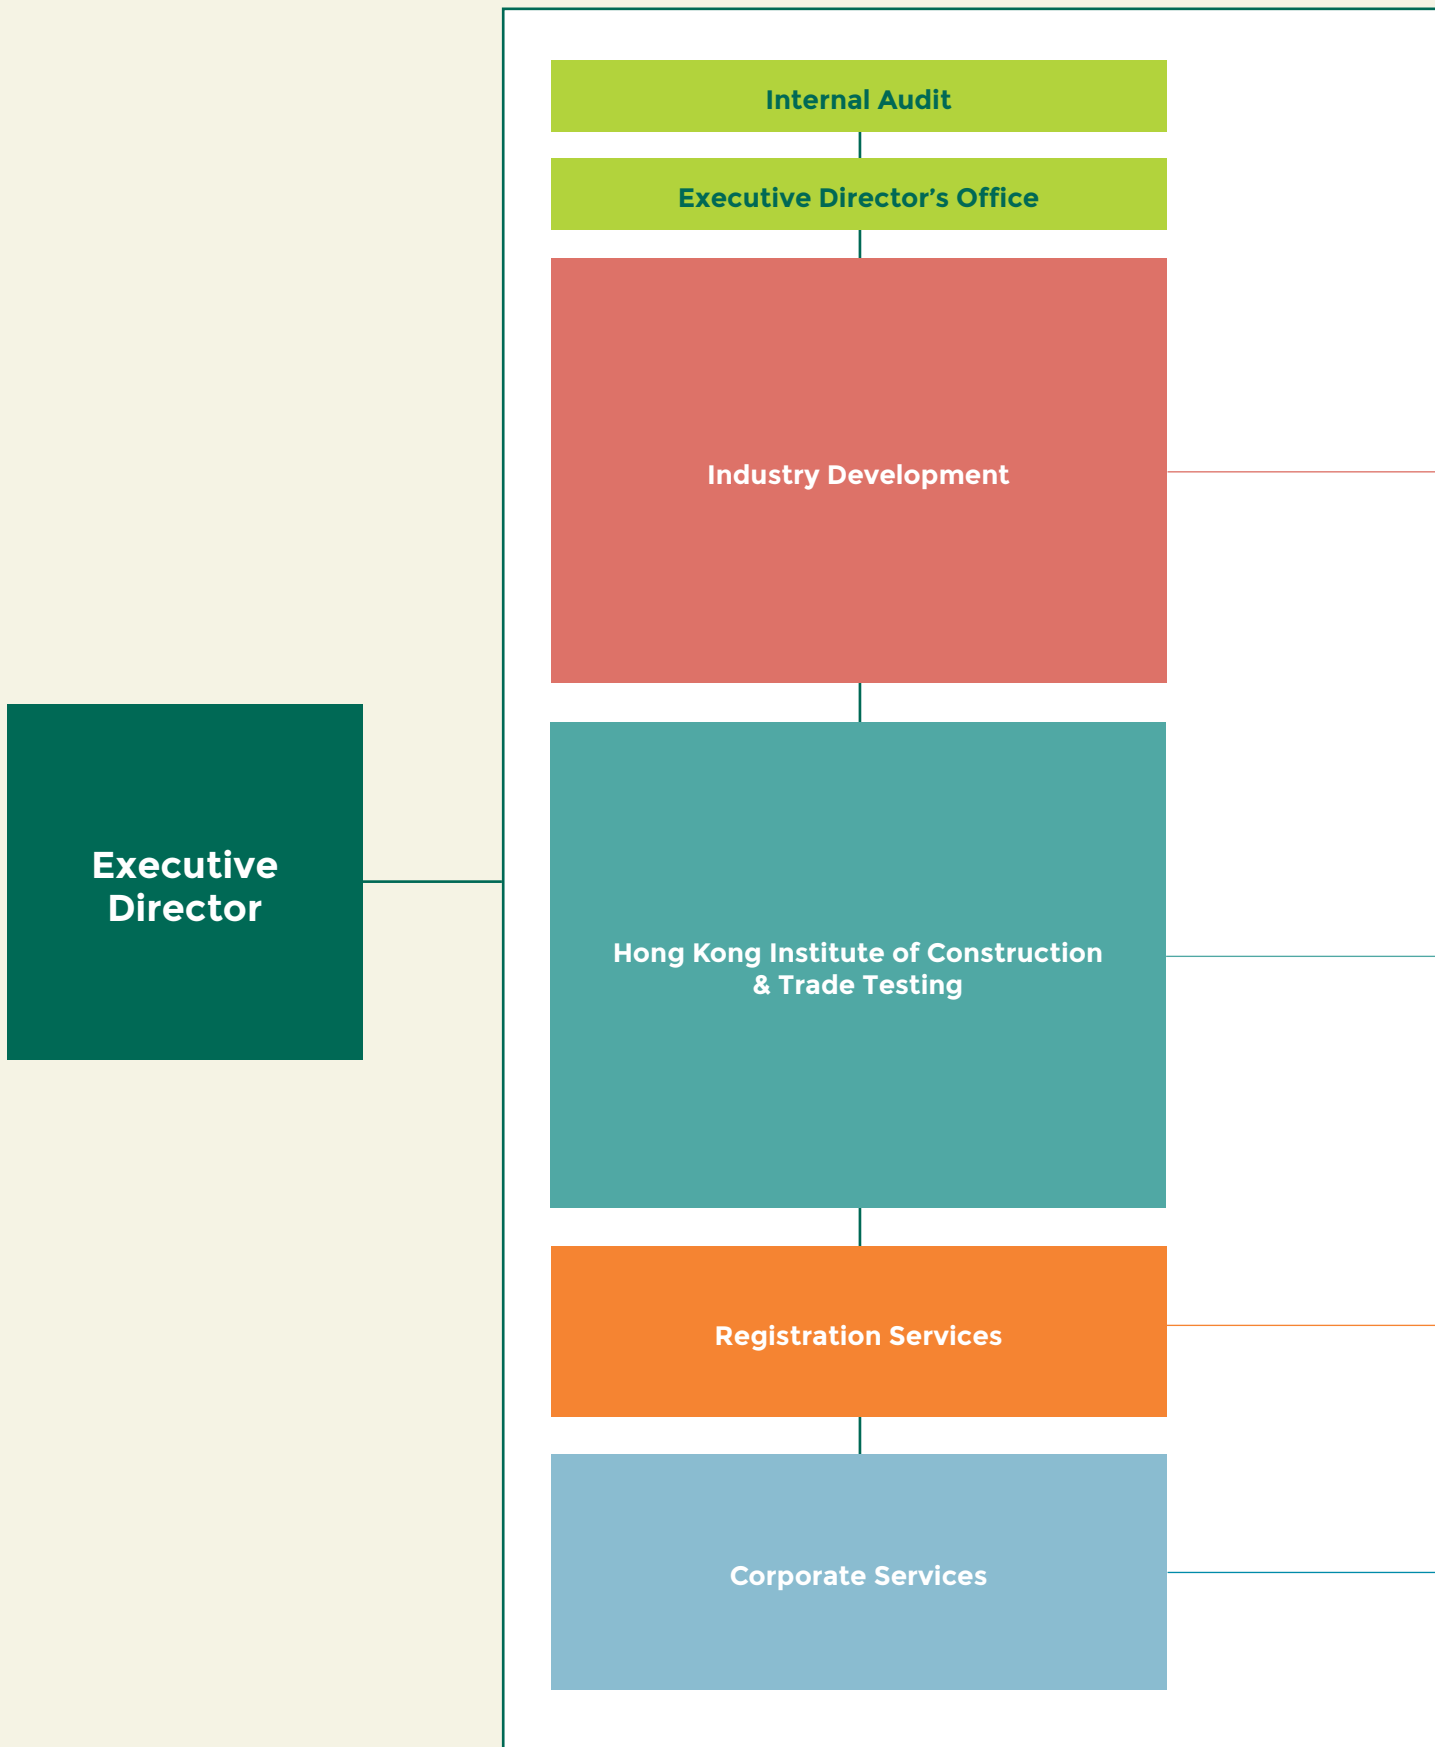 Internal Audit
Executive Director’s Office
Industry Development
Executive
Director
Hong Kong Institute of Construction
& Trade Testing
Registration Services
Corporate Services